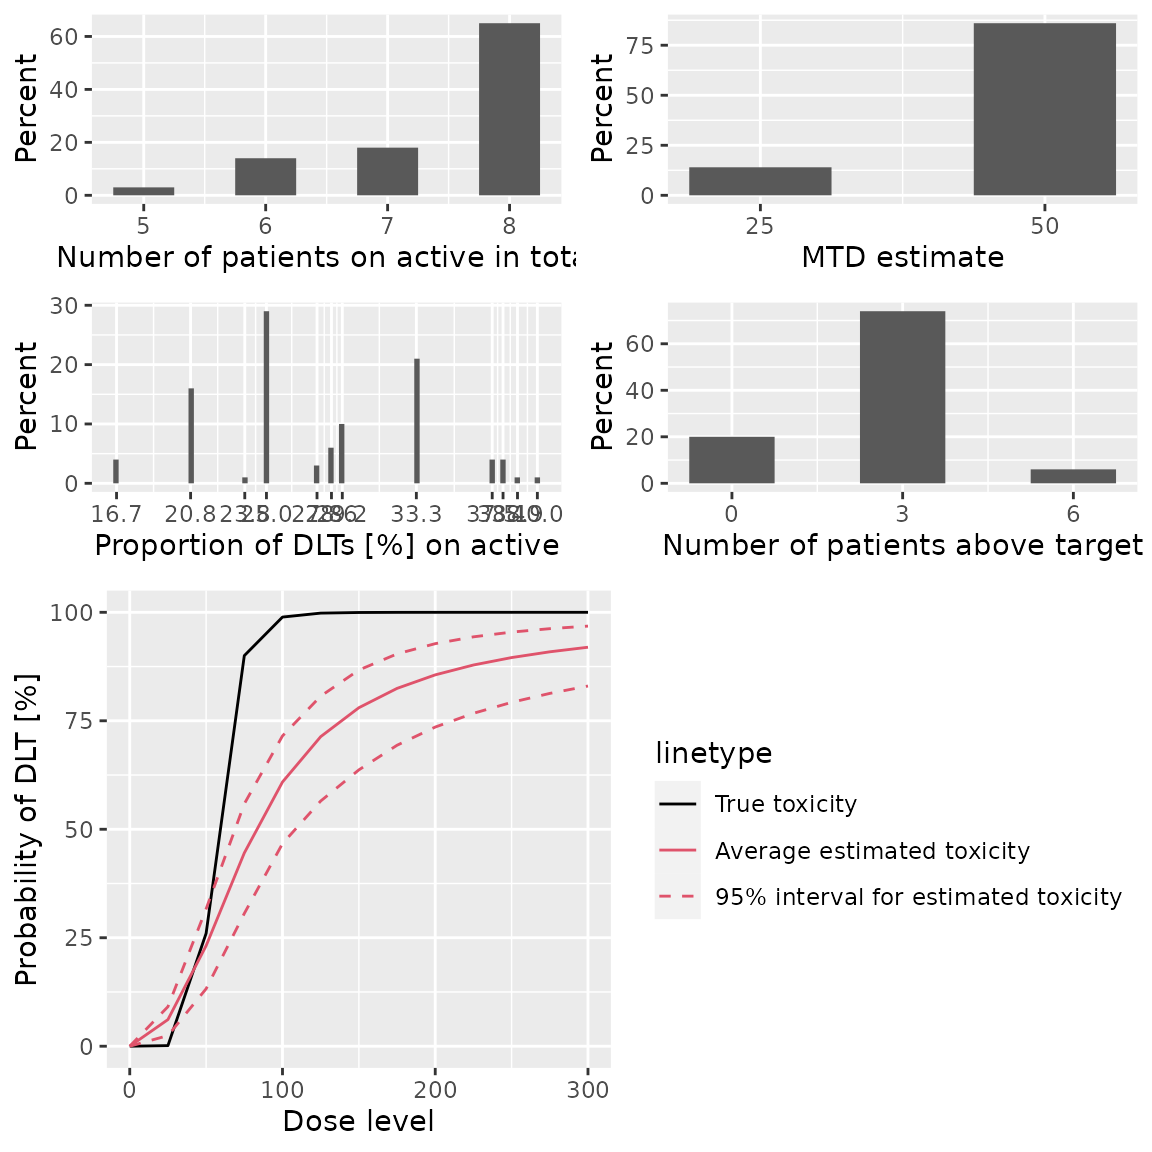 Percent
60
40
20
0
5 6 7 8
Number of patients on active in tota
Percent
75
50
25
0
25 50
MTD estimate
Percent
30
20
10
0
16.7 20.8 25.0 33.3
Proportion of DLTs [%] on active
Percent
60
40
20
0
0 3 6
Number of patients above target
Probability of DLT [%]
100
75
50
25
0
0 100 200 300
Dose level
linetype
True toxicity
Average estimated toxicity
95% interval for estimated toxicity